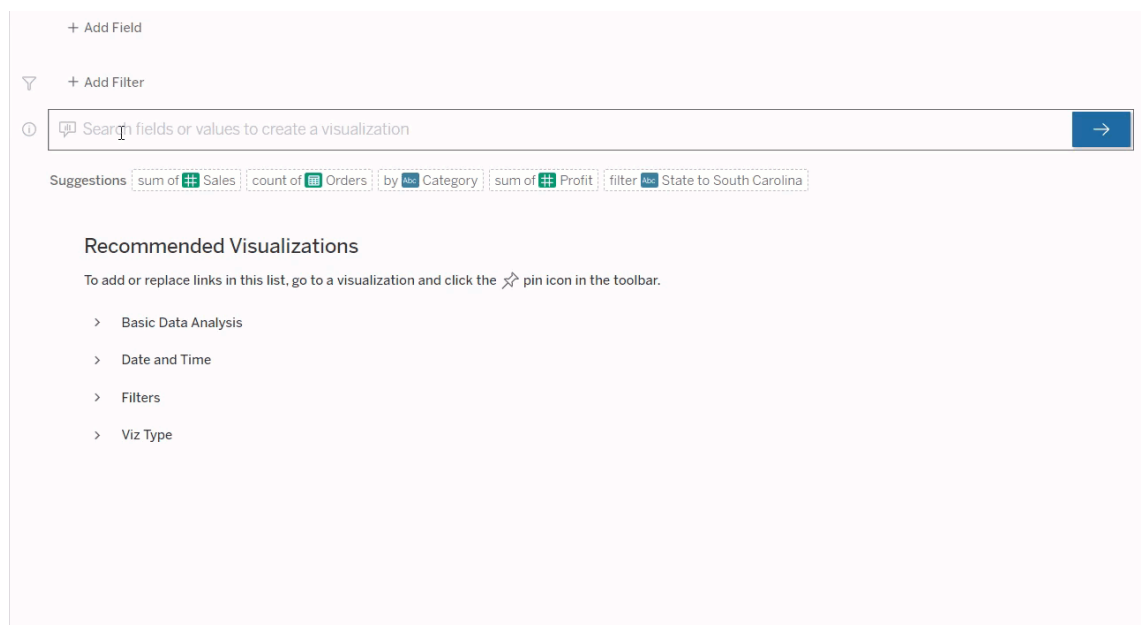 + Add Field
+ Add Filter
Search fields or values to create a visualization
Suggestions sum of Sales count of Orders by Abc Category sum of Profit filter Abc State to South Carolina
Recommended Visualizations
To add or replace links in this list, go to a visualization and click the pin icon in the toolbar.
Basic Data Analysis
Date and Time
Filters
Viz Type